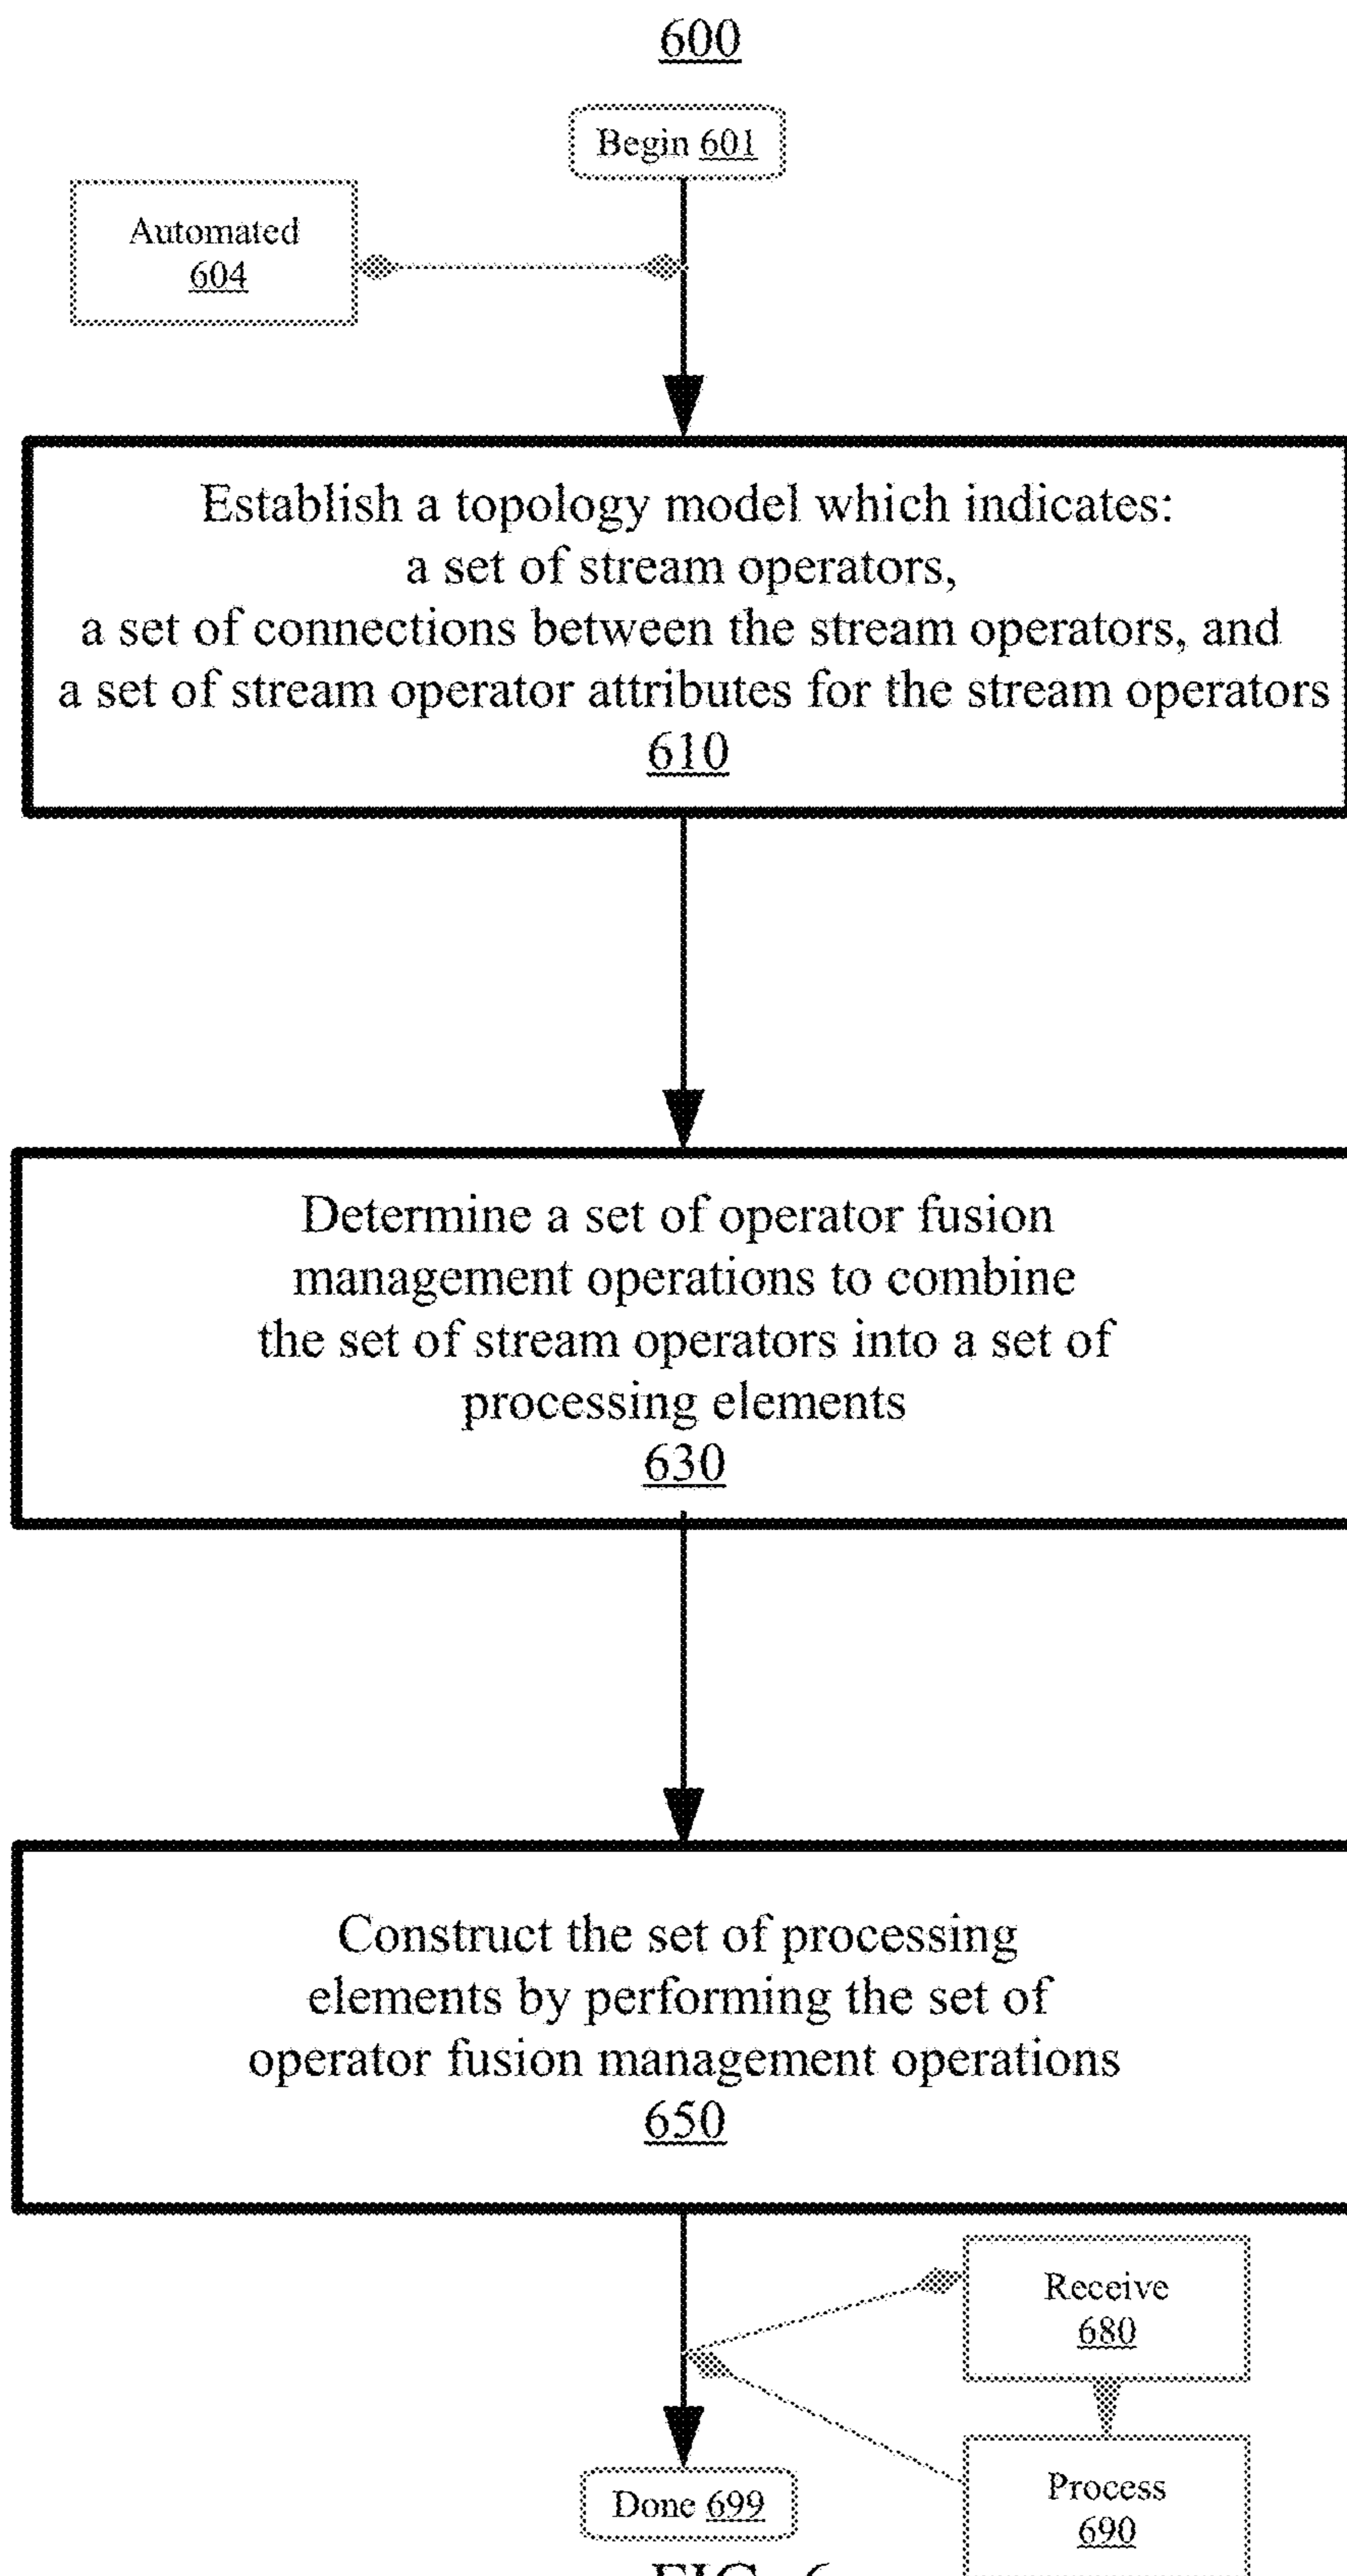 600
Begin 601
Automated
604
Establish a topology model which indicates:
a set of stream operators,
a set of connections between the stream operators, and
a set of stream operator attributes for the stream operators
610
Determine a set of operator fusion
management operations to combine
the set of stream operators into a set of
processing elements
630
Construct the set of processing
elements by performing the set of
operator fusion management operations
650
Receive
680
Process
690
Done 699
FIG. 6